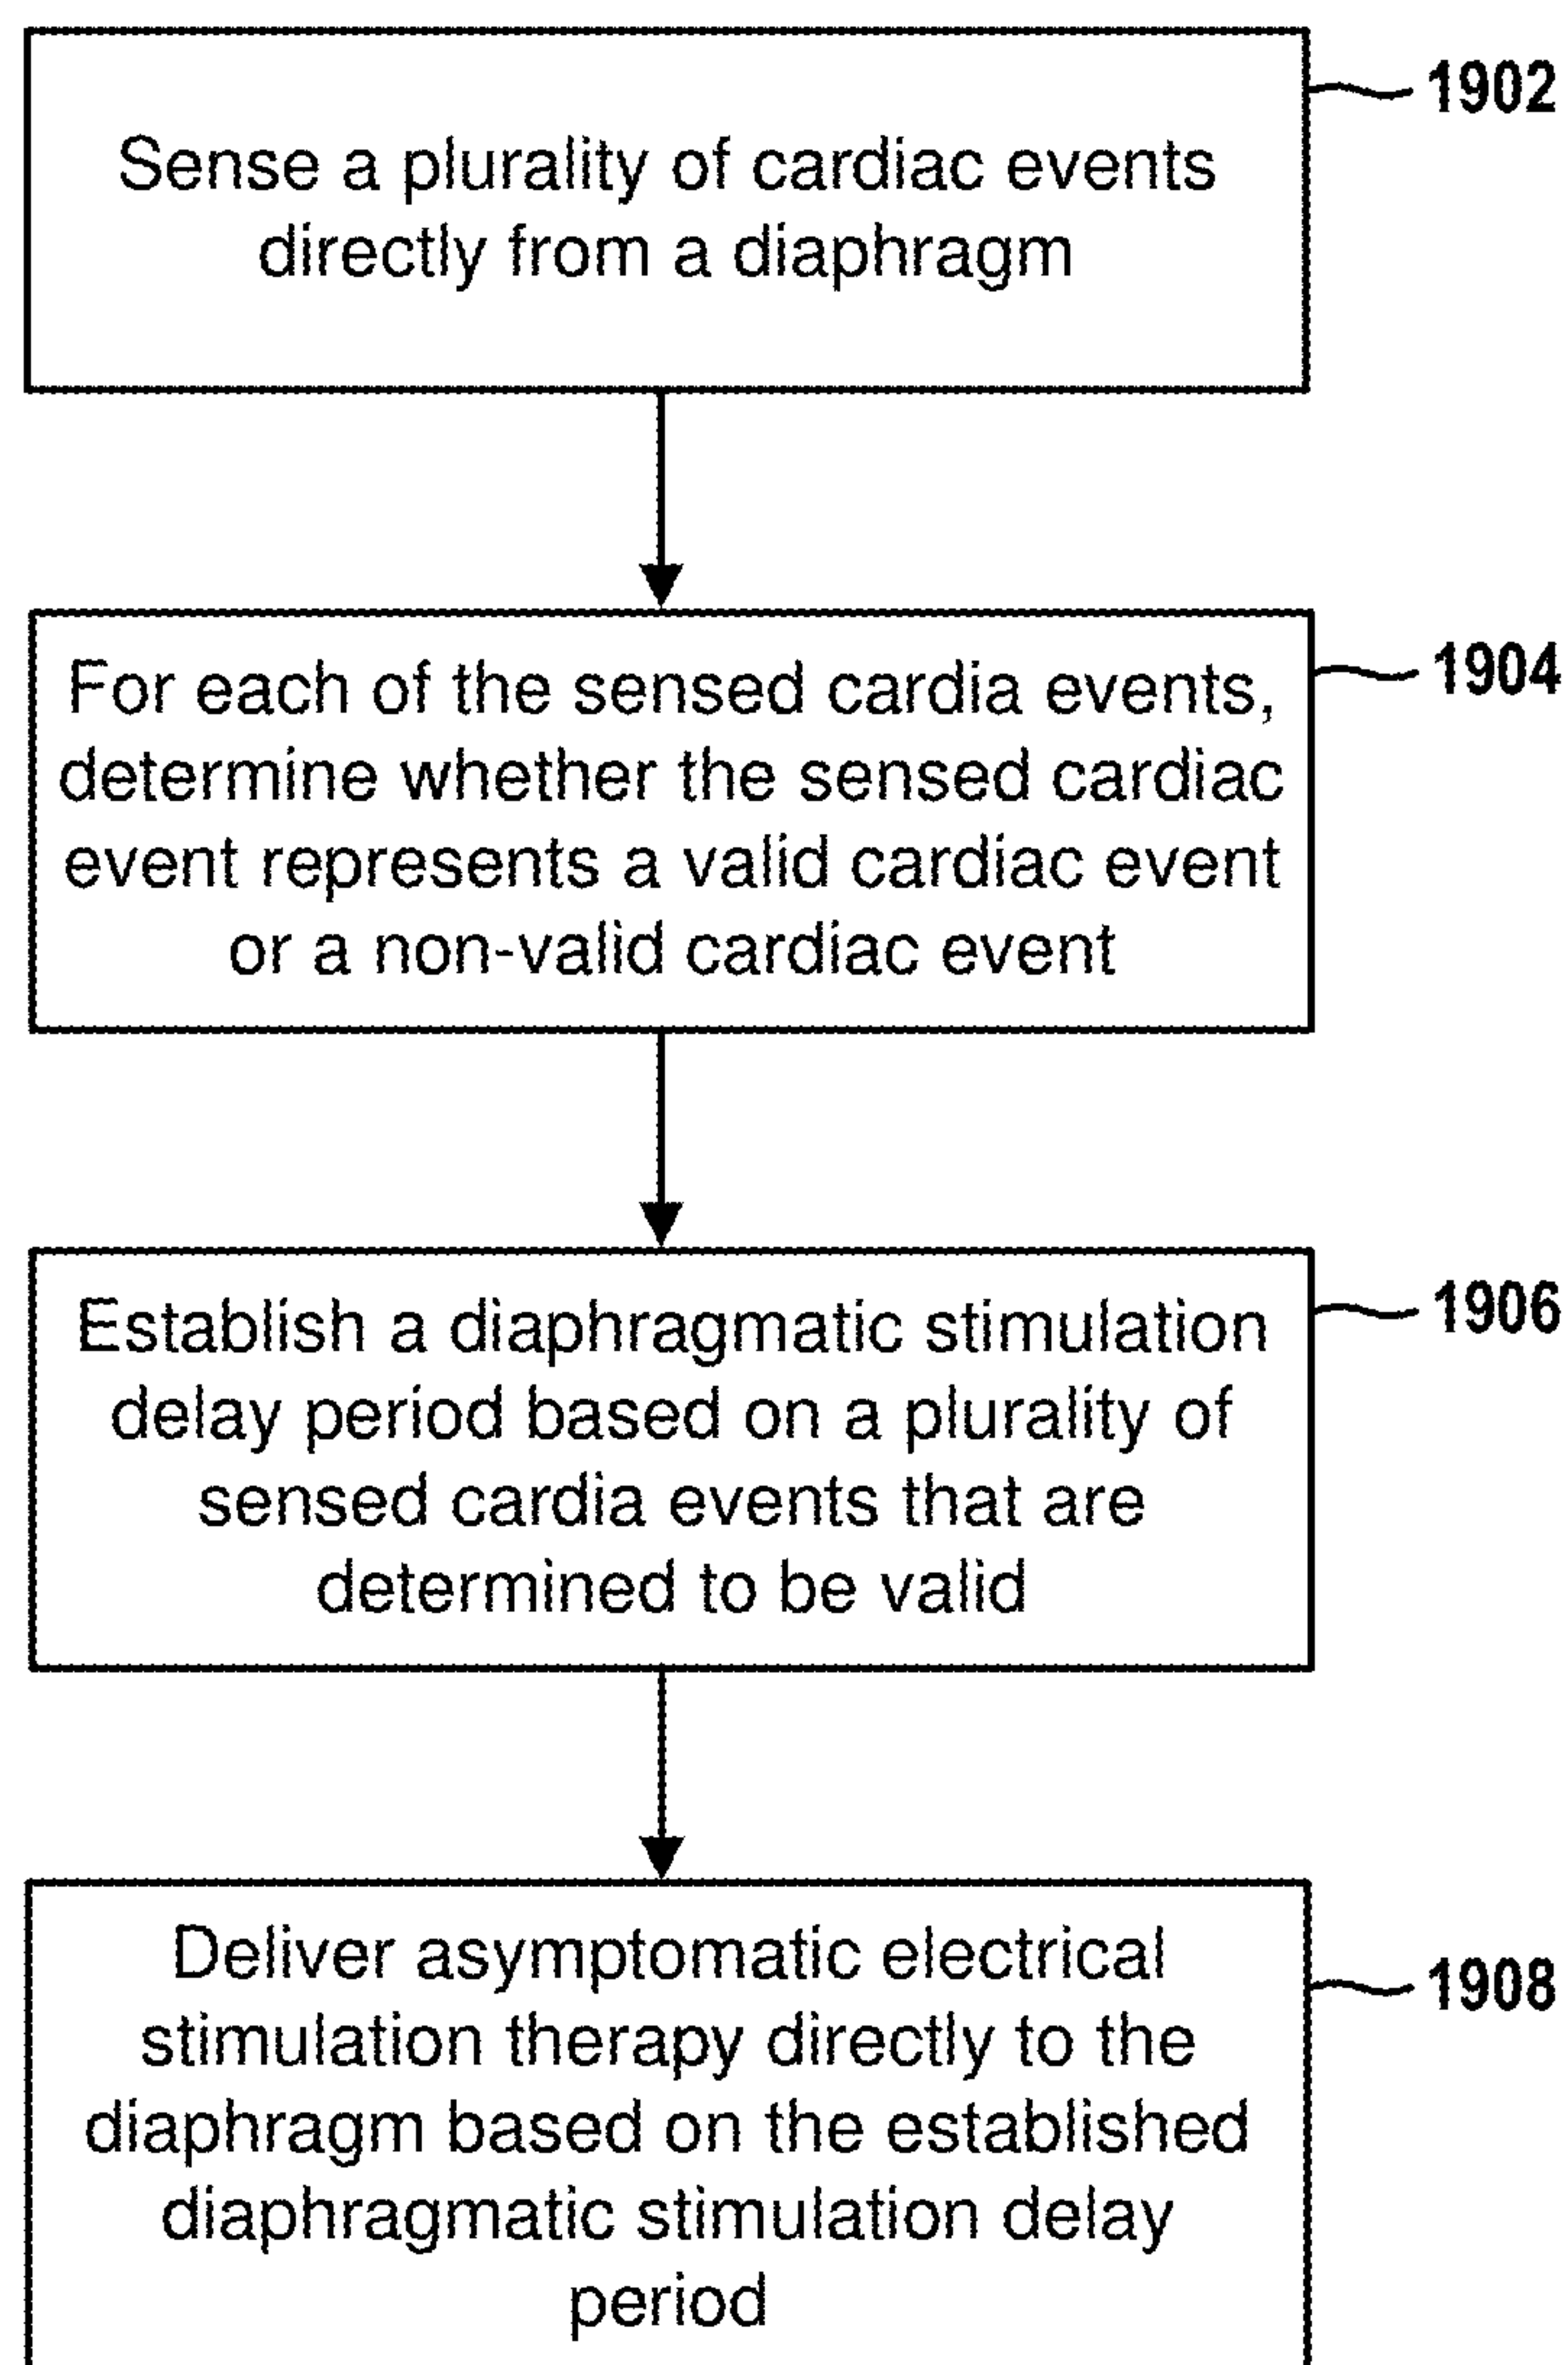 1902
Sense a plurality of cardiac events
directly from a diaphragm
1904
For each of the sensed cardia events,
determine whether the sensed cardiac
event represents a valid cardiac event
or a non-valid cardiac event
1906
Establish a diaphragmatic stimulation
delay period based on a plurality of
sensed cardia events that are
determined to be valid
1908
Deliver asymptomatic electrical
stimulation therapy directly to the
diaphragm based on the established
diaphragmatic stimulation delay
period